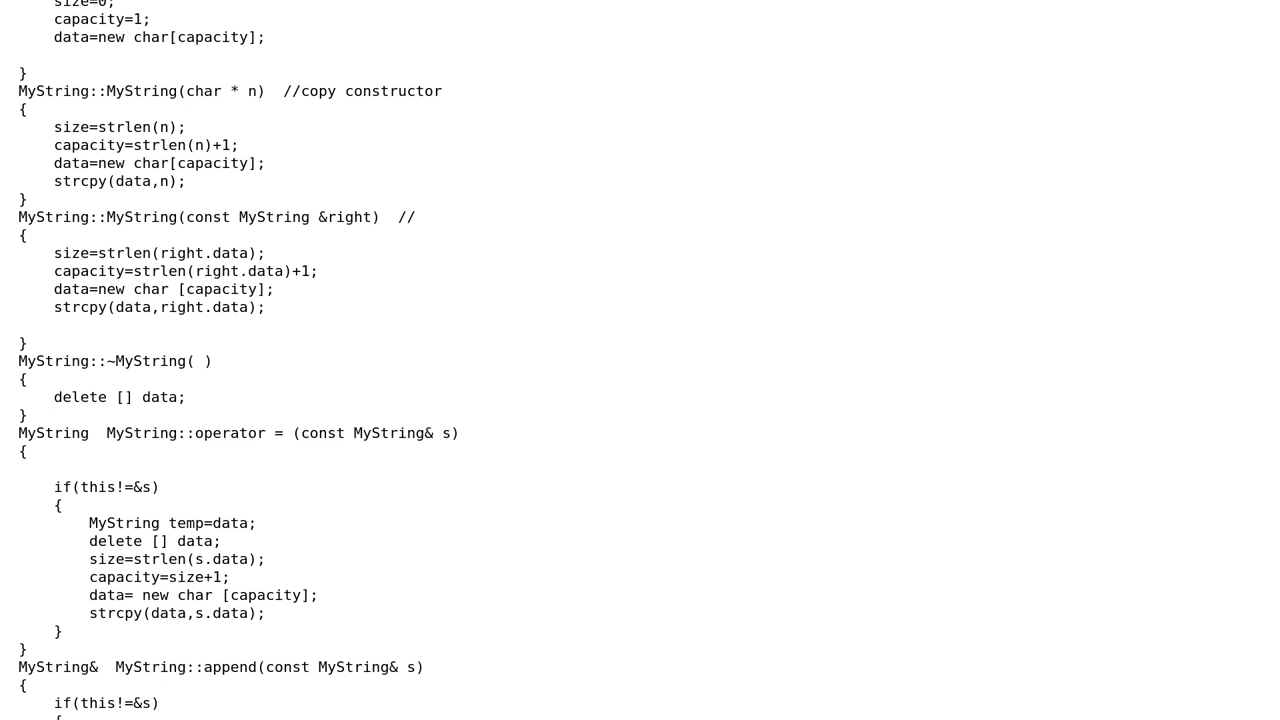 size=0;
capacity=1;
data=new char[capacity];
}
MyString::MyString(char * n)  //copy constructor
{
size=strlen(n);
capacity=strlen(n)+1;
data=new char[capacity];
strcpy(data,n);
}
MyString::MyString(const MyString &right)  //
{
size=strlen(right.data);
capacity=strlen(right.data)+1;
data=new char [capacity];
strcpy(data,right.data);
}
MyString::~MyString( )
{
delete [] data;
}
MyString  MyString::operator = (const MyString& s)
{
if(this!=&s)
{
MyString temp=data;
delete [] data;
size=strlen(s.data);
capacity=size+1;
data= new char [capacity];
strcpy(data,s.data);
}
}
MyString&  MyString::append(const MyString& s)
{
if(this!=&s)
{